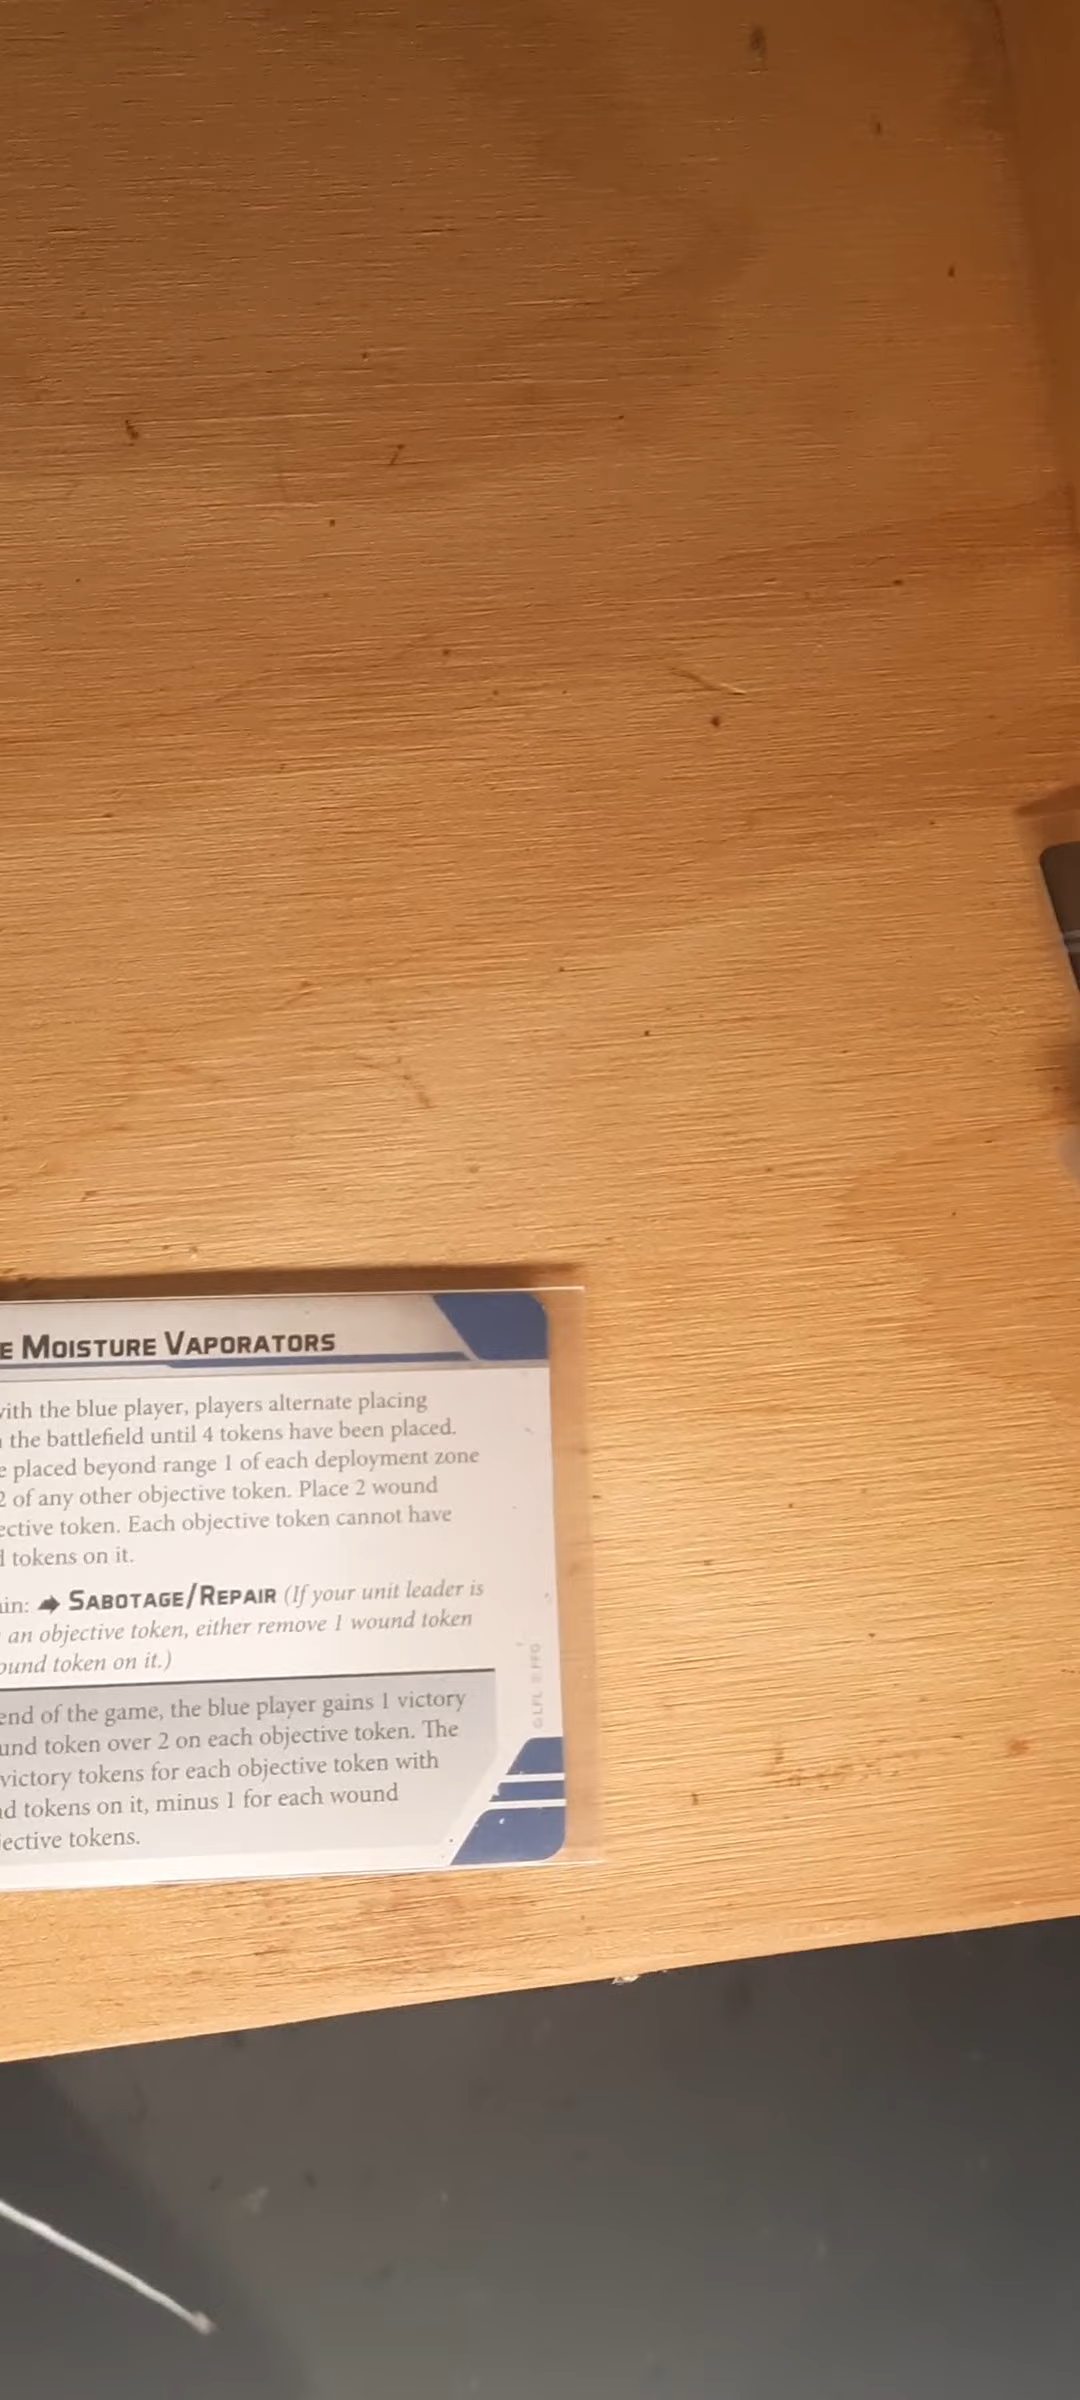 E MOISTURE VAPORATORS
with the blue player, players alternate placing
the battlefield until 4 tokens have been placed.
e placed beyond range 1 of each deployment zone
2 of any other objective token. Place 2 wound
ective token. Each objective token cannot have
d tokens on it.
in: SABOTAGE/REPAIR (If your unit leader is
an objective token, either remove 1 wound token
ound token on it.)
end of the game, the blue player gains 1 victory
und token over 2 on each objective token. The
victory tokens for each objective token with
d tokens on it, minus 1 for each wound
jective tokens.
©LFL ©FFG